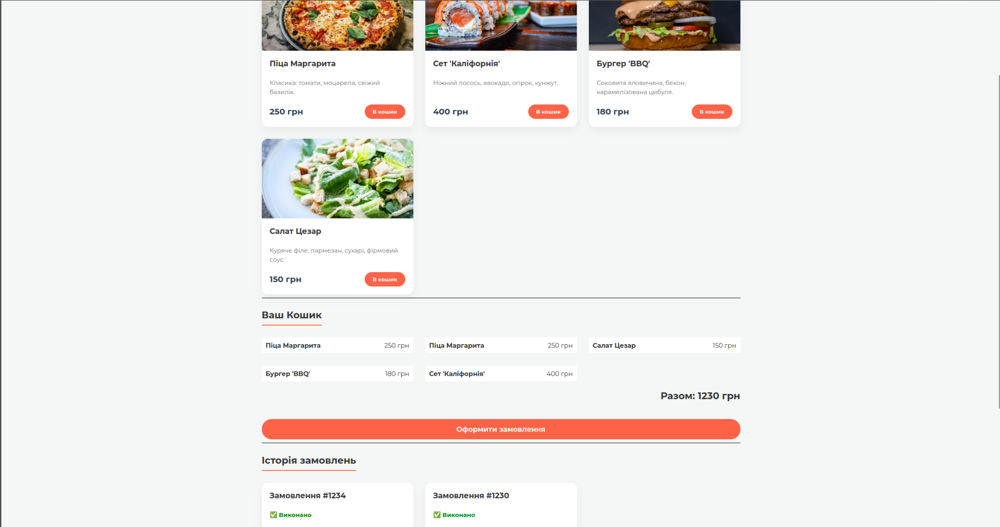 Піца Маргарита
Класика: томати, моцарела, свіжий
базилік.
250 грн
В кошик
Сет 'Каліфорнія'
Ніжний лосось, авокадо, огірок, кунжут.
400 грн
В кошик
Бургер 'BBQ'
Соковита яловичина, бекон,
карамелізована цибуля.
180 грн
В кошик
Салат Цезар
Куряче філе, пармезан, сухарі, фірмовий
соус.
150 грн
В кошик
Ваш Кошик
Піца Маргарита 250 грн
Піца Маргарита 250 грн
Салат Цезар 150 грн
Бургер 'BBQ' 180 грн
Сет 'Каліфорнія' 400 грн
Разом: 1230 грн
Оформити замовлення
Історія замовлень
Замовлення #1234
✅ Виконано
Замовлення #1230
✅ Виконано